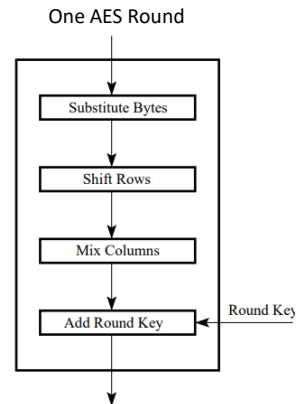 One AES Round
Substitute Bytes
Shift Rows
Mix Columns
Round Key
Add Round Key